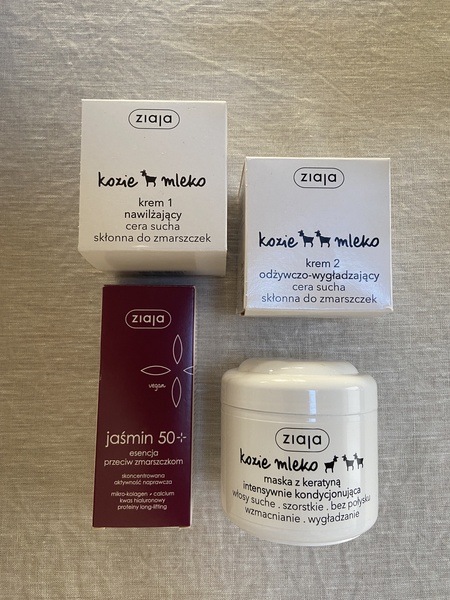 ziaja
kozie mleko
krem 1
nawilżający
cera sucha
skłonna do zmarszczek
ziaja
kozie mleko
krem 2
odżywczo-wygładzający
cera sucha
skłonna do zmarszczek
ziaja
vegan
jaśmin 50+
esencja
przeciw zmarszczkom
skoncentrowana
aktywność naprawcza
mikro-kolagen + calcium
kwas hialuronowy
proteiny long-lifting
ziaja
kozie mleko
maska z keratyną
intensywnie kondycjonująca
włosy suche . szorstkie . bez połysku
wzmacnianie . wygładzanie